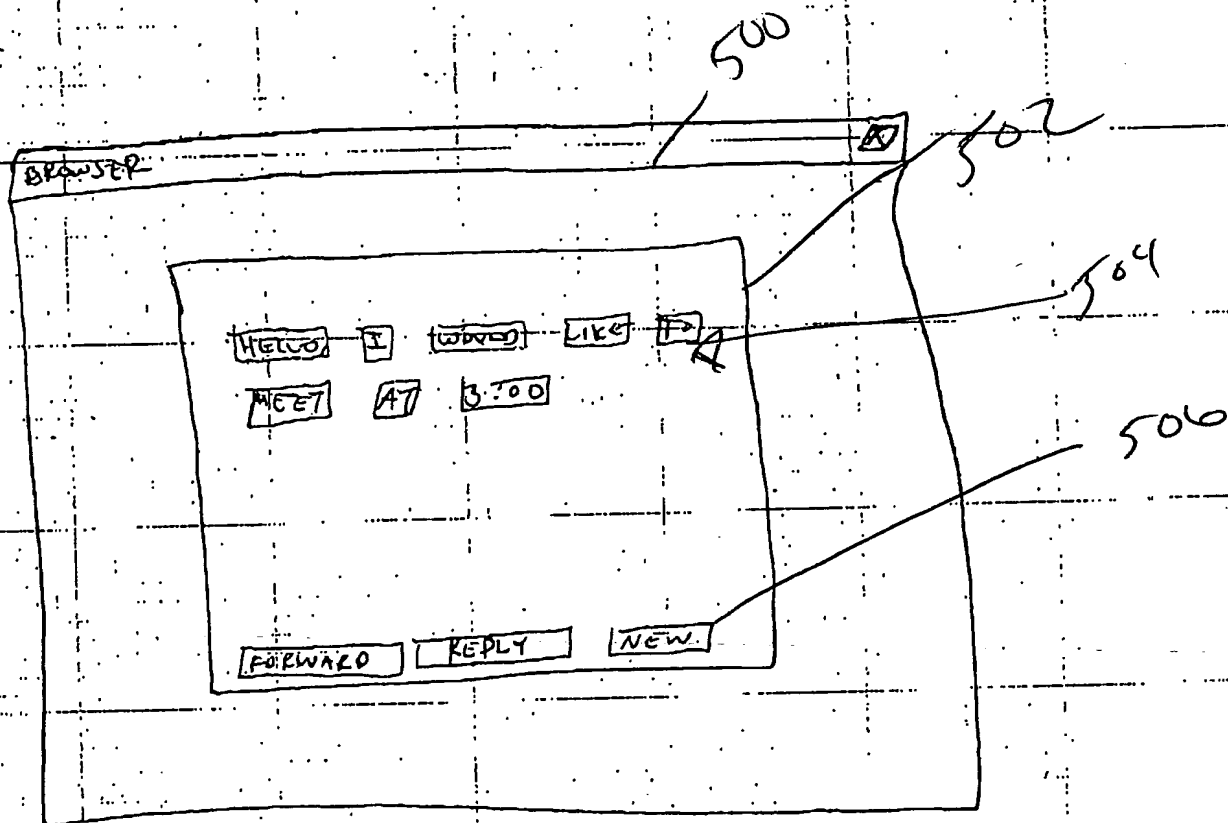 500
BROWSER X
502
504
HELLO, I WOULD LIKE TO
MEET AT 3:00
506
FORWARD REPLY NEW